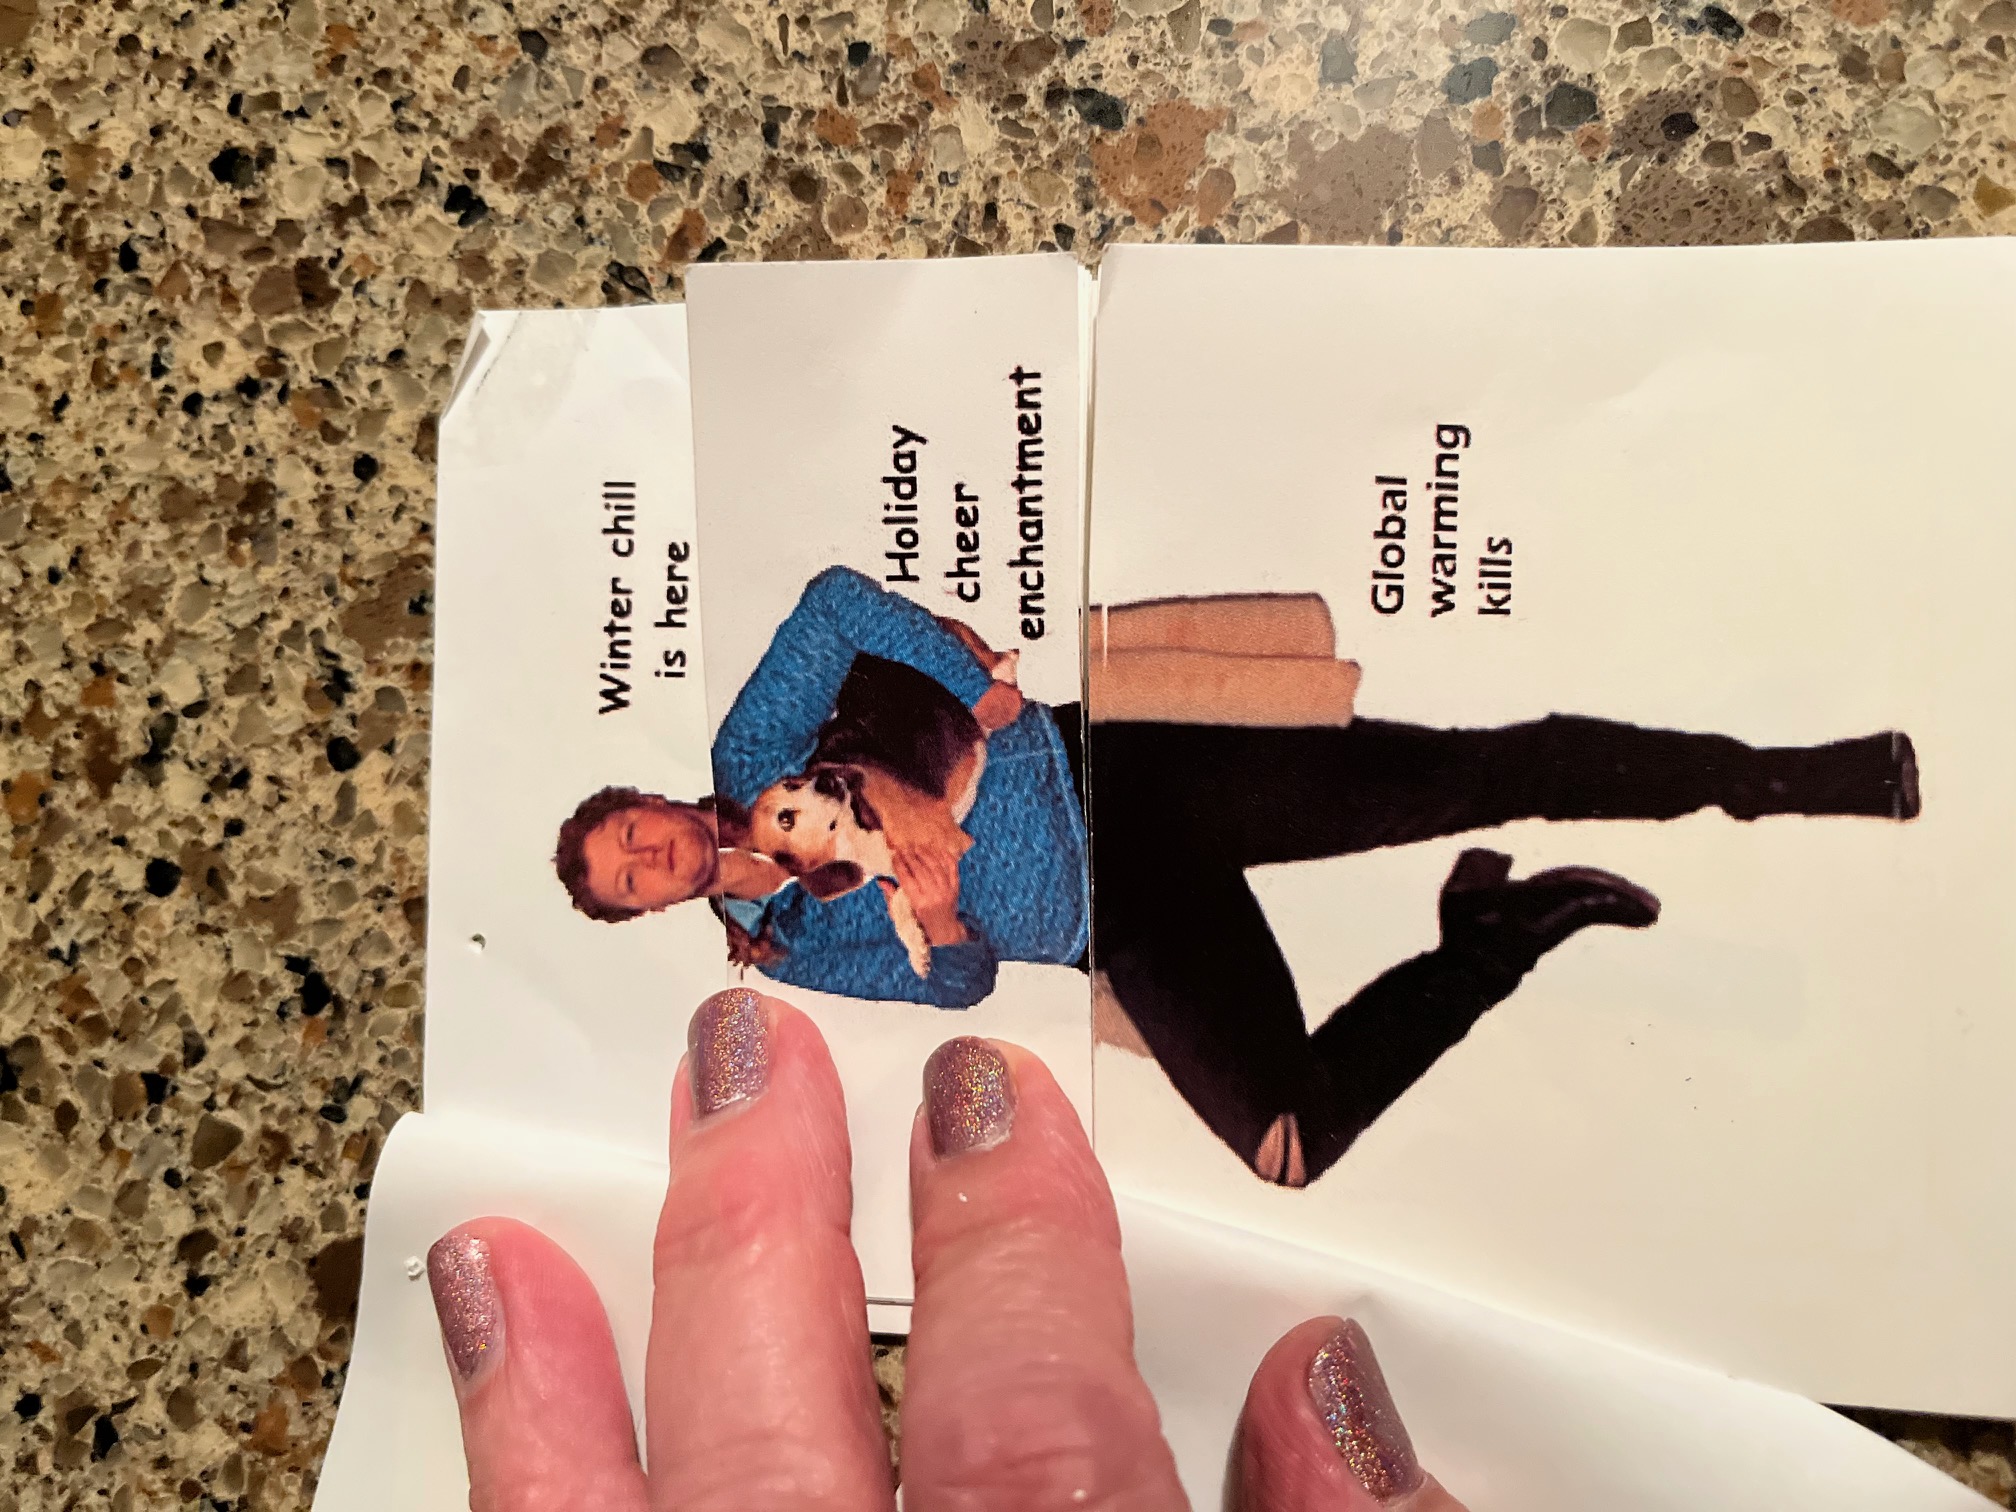 Winter chill
is here
Holiday
cheer
enchantment
Global
warming
kills